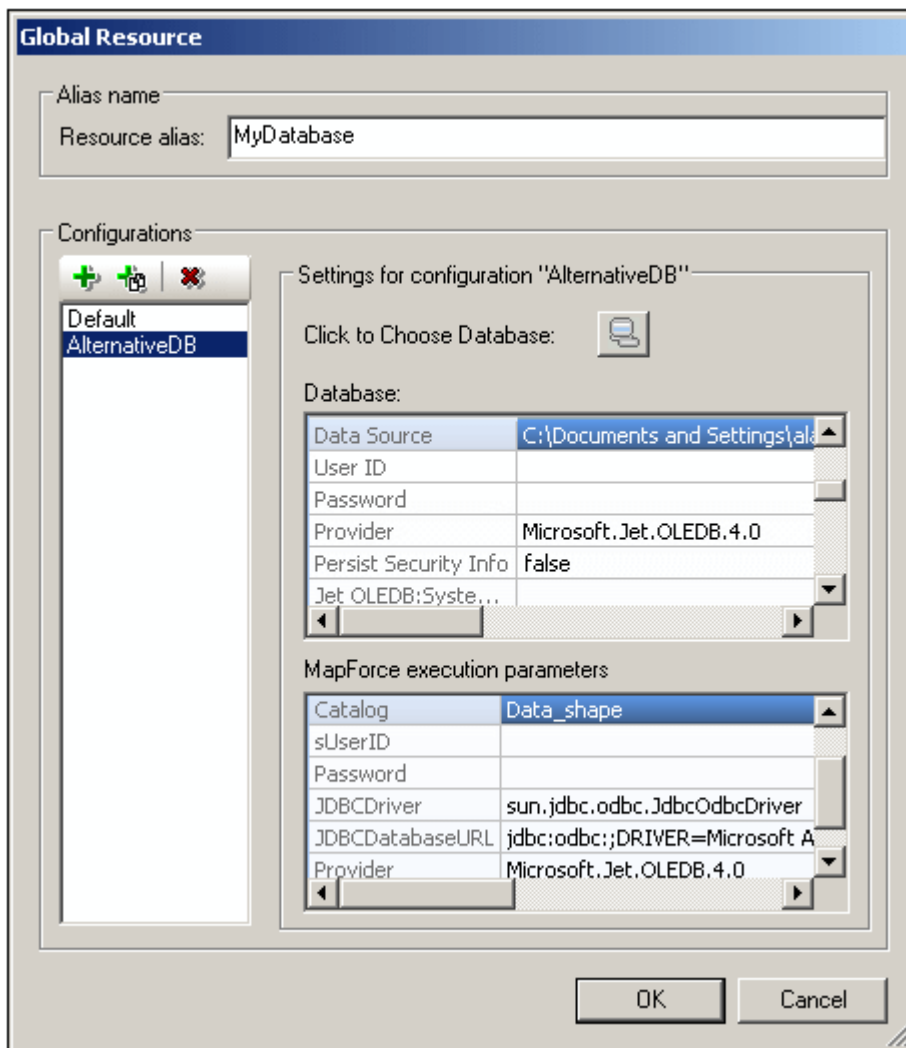 Global Resource
Alias name
Resource alias: MyDatabase
Configurations
Default
AlternativeDB
Settings for configuration "AlternativeDB"
Click to Choose Database:
Database:
Data Source C:\Documents and Settings\ala
User ID
Password
Provider Microsoft.Jet.OLEDB.4.0
Persist Security Info false
Jet OLEDB:Syste...
MapForce execution parameters
Catalog Data_shape
sUserID
Password
JDBCDriver sun.jdbc.odbc.JdbcOdbcDriver
JDBCDatabaseURL jdbc:odbc:;DRIVER=Microsoft A
Provider Microsoft.Jet.OLEDB.4.0
OK Cancel